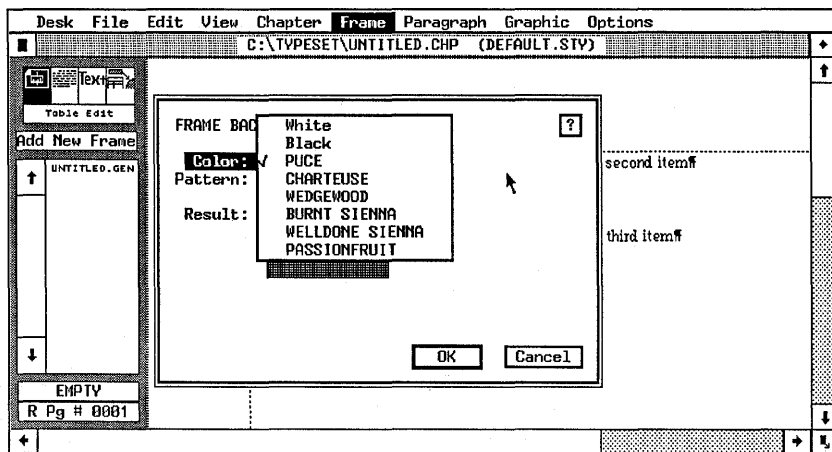 Desk File Edit View Chapter Frame Paragraph Graphic Options
C:\TYPESET\UNTITLED.CHP (DEFAULT.STY)
Text
Table Edit
Add New Frame
UNTITLED.GEN
EMPTY
R Pg # 0001
FRAME BAC
?
Color:
Pattern:
Result:
White
Black
√ PUCE
CHARTEUSE
WEDGEWOOD
BURNT SIENNA
WELLDONE SIENNA
PASSIONFRUIT
OK Cancel
second item¶
third item¶